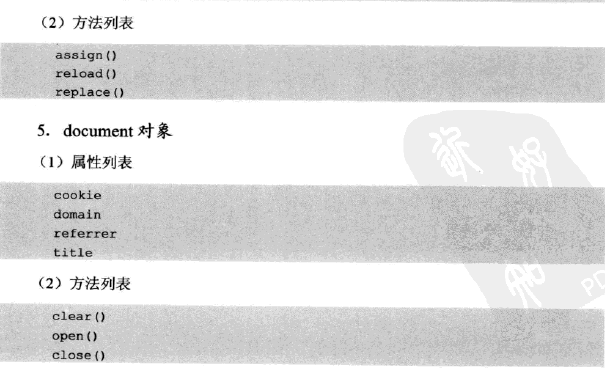 （2）方法列表
assign()
reload()
replace()
5. document 对象
（1）属性列表
cookie
domain
referrer
title
（2）方法列表
clear()
open()
close()
PD